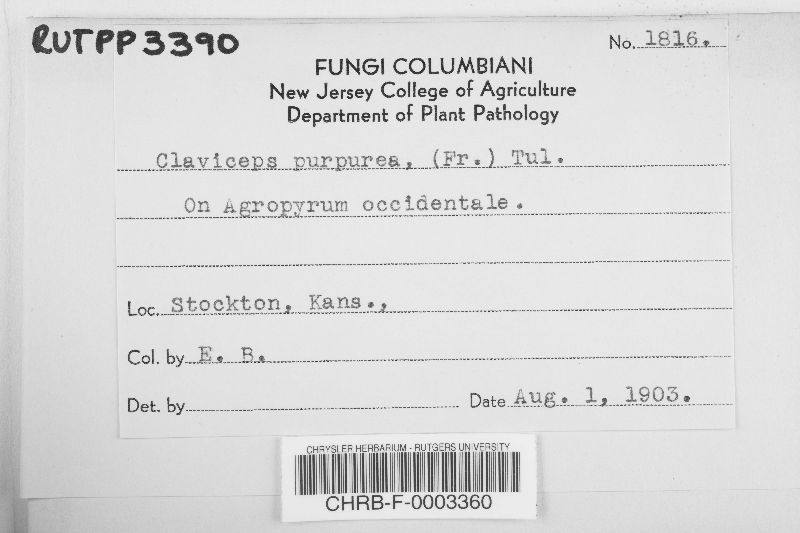 RUTPP3390
No. 1816.
FUNGI COLUMBIANI
New Jersey College of Agriculture
Department of Plant Pathology
Claviceps purpurea, (Fr.) Tul.
On Agropyrum occidentale.
Loc. Stockton, Kans.,
Col. by E. B.
Det. by
Date Aug. 1, 1903.
CHRYSLER HERBARIUM - RUTGERS UNIVERSITY
CHRB-F-0003360